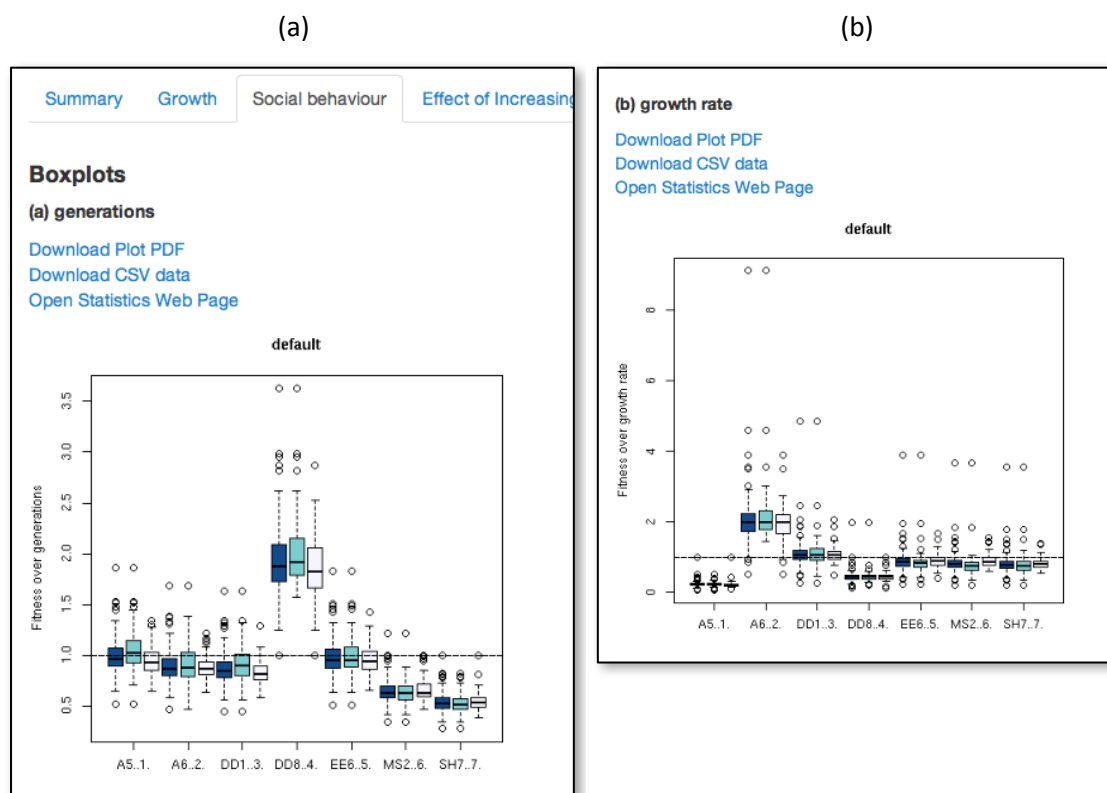 (a)
Summary Growth Social behaviour Effect of Increasing
Boxplots
(a) generations
Download Plot PDF
Download CSV data
Open Statistics Web Page
default
Fitness over generations
3.5
3.0
2.5
2.0
1.5
1.0
0.5
A5..1. A6..2. DD1..3. DD8..4. EE6..5. MS2..6. SH7..7.
(b)
(b) growth rate
Download Plot PDF
Download CSV data
Open Statistics Web Page
default
Fitness over growth rate
8
6
4
2
1
0
A5..1. A6..2. DD1..3. DD8..4. EE6..5. MS2..6. SH7..7.